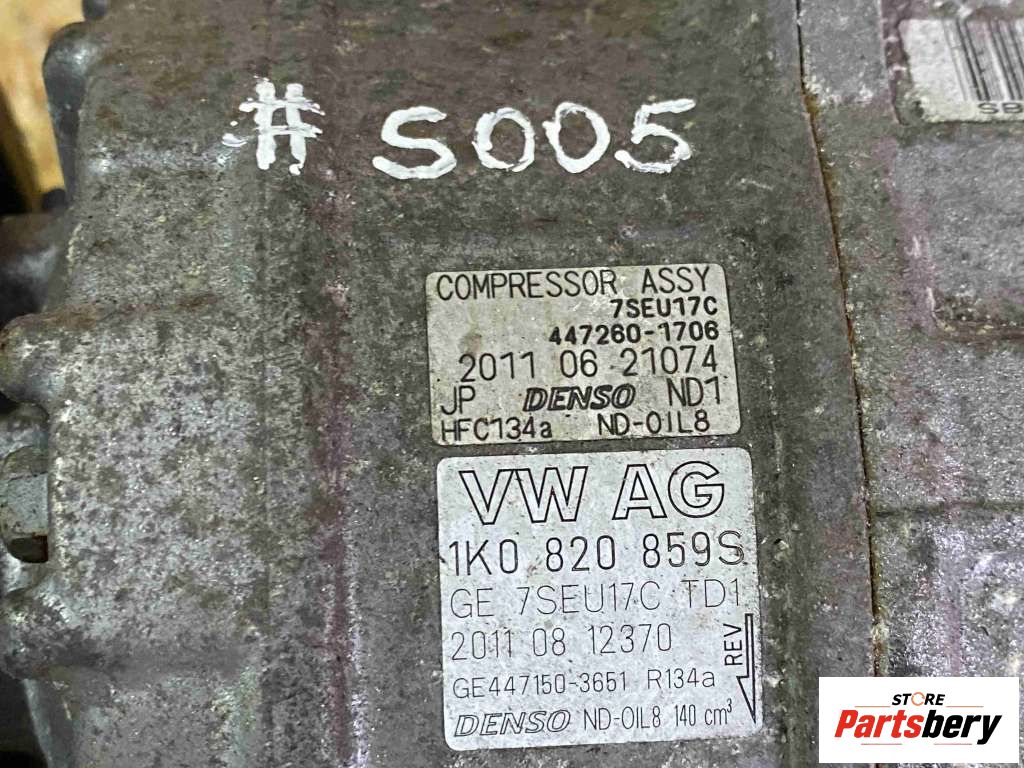 # S005
SB
COMPRESSOR ASSY
7SEU17C
447260-1706
2011 06 21074
JP DENSO ND1
HFC134a ND-OIL8
VW AG
1K0 820 859S
GE 7SEU17C TD1
2011 08 12370
GE447150-3651 R134a
REV
DENSO ND-OIL8 140 cm³
STORE
Partsbery